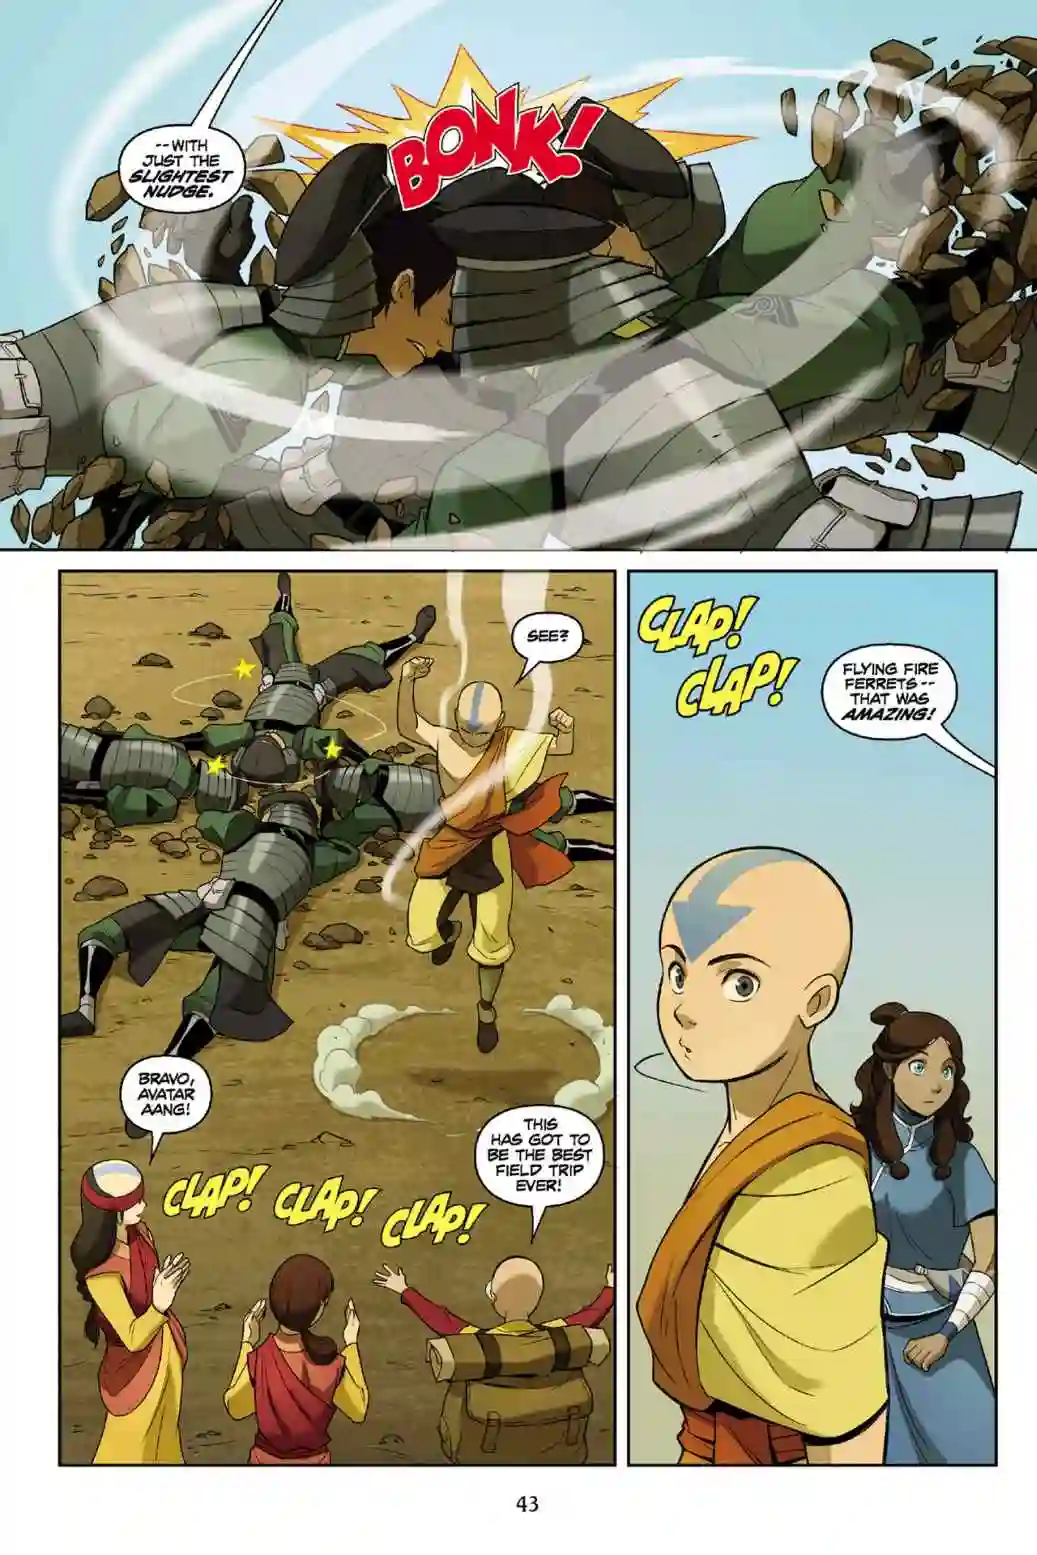 --WITH
JUST THE
SLIGHTEST
NUDGE.
BONK!
SEE?
BRAVO,
AVATAR
AANG!
CLAP! CLAP! CLAP!
THIS
HAS GOT TO
BE THE BEST
FIELD TRIP
EVER!
CLAP!
CLAP!
FLYING FIRE
FERRETS--
THAT WAS
AMAZING!
43